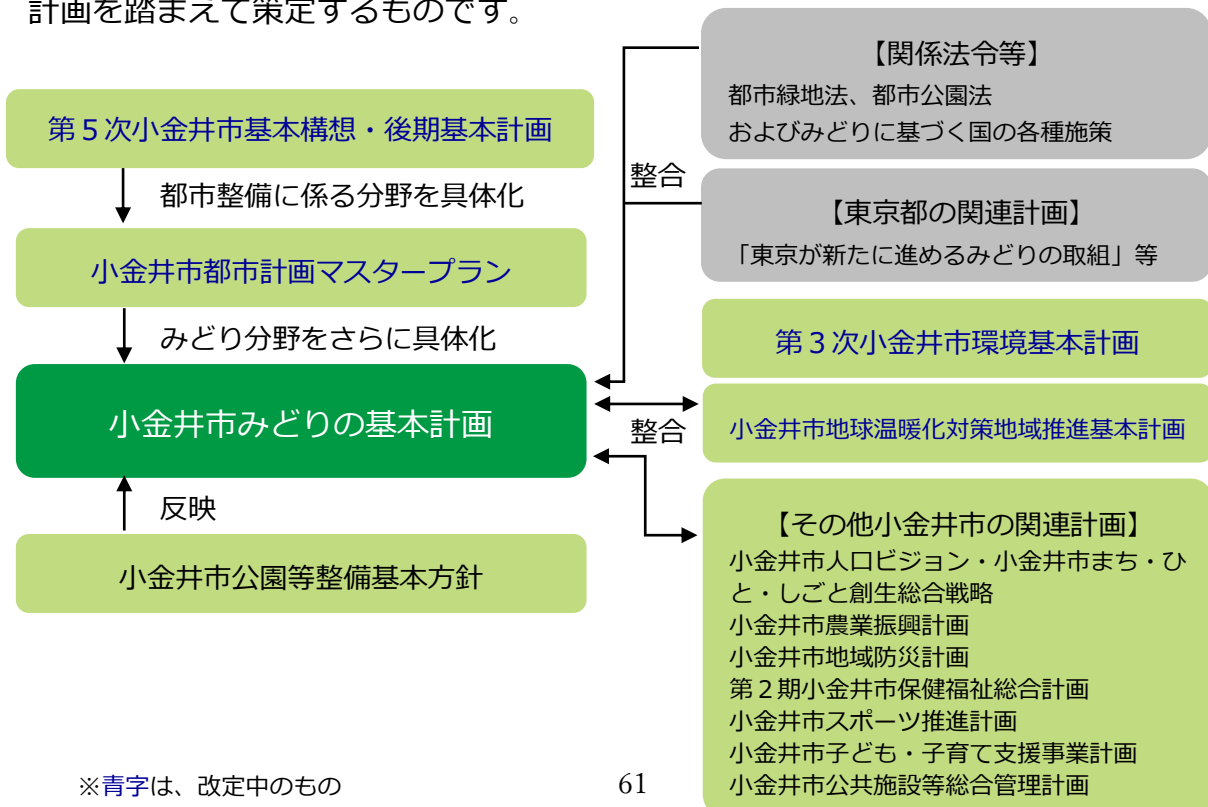 計画を踏まえて策定するものです。
第5次小金井市基本構想・後期基本計画
都市整備に係る分野を具体化
小金井市都市計画マスタープラン
みどり分野をさらに具体化
小金井市みどりの基本計画
反映
小金井市公園等整備基本方針
整合
整合
【関係法令等】
都市緑地法、都市公園法
およびみどりに基づく国の各種施策
【東京都の関連計画】
「東京が新たに進めるみどりの取組」等
第3次小金井市環境基本計画
小金井市地球温暖化対策地域推進基本計画
【その他小金井市の関連計画】
小金井市人口ビジョン・小金井市まち・ひ
と・しごと創生総合戦略
小金井市農業振興計画
小金井市地域防災計画
第2期小金井市保健福祉総合計画
小金井市スポーツ推進計画
小金井市子ども・子育て支援事業計画
小金井市公共施設等総合管理計画
※青字は、改定中のもの
61